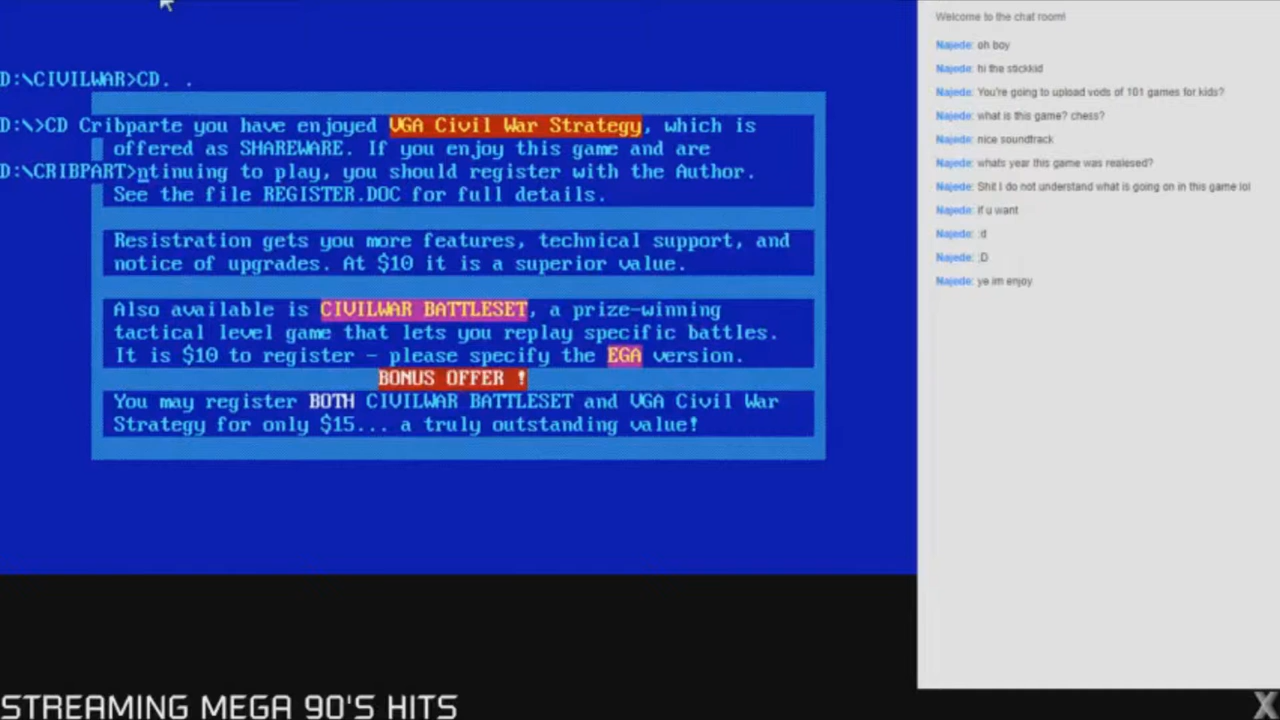 D:\CIVILWAR>CD. .
D:\>CD Cribparte you have enjoyed VGA Civil War Strategy, which is
offered as SHAREWARE. If you enjoy this game and are
D:\CRIBPART>ntinuing to play, you should register with the Author.
See the file REGISTER.DOC for full details.
Resistration gets you more features, technical support, and
notice of upgrades. At $10 it is a superior value.
Also available is CIVILWAR BATTLESET, a prize-winning
tactical level game that lets you replay specific battles.
It is $10 to register - please specify the EGA version.
BONUS OFFER !
You may register BOTH CIVILWAR BATTLESET and VGA Civil War
Strategy for only $15... a truly outstanding value!
STREAMING MEGA 90'S HITS
Welcome to the chat room!
Najede: oh boy
Najede: hi the stickkid
Najede: You're going to upload vods of 101 games for kids?
Najede: what is this game? chess?
Najede: nice soundtrack
Najede: whats year this game was realesed?
Najede: Shit I do not understand what is going on in this game lol
Najede: if u want
Najede: :d
Najede: :D
Najede: ye im enjoy
X